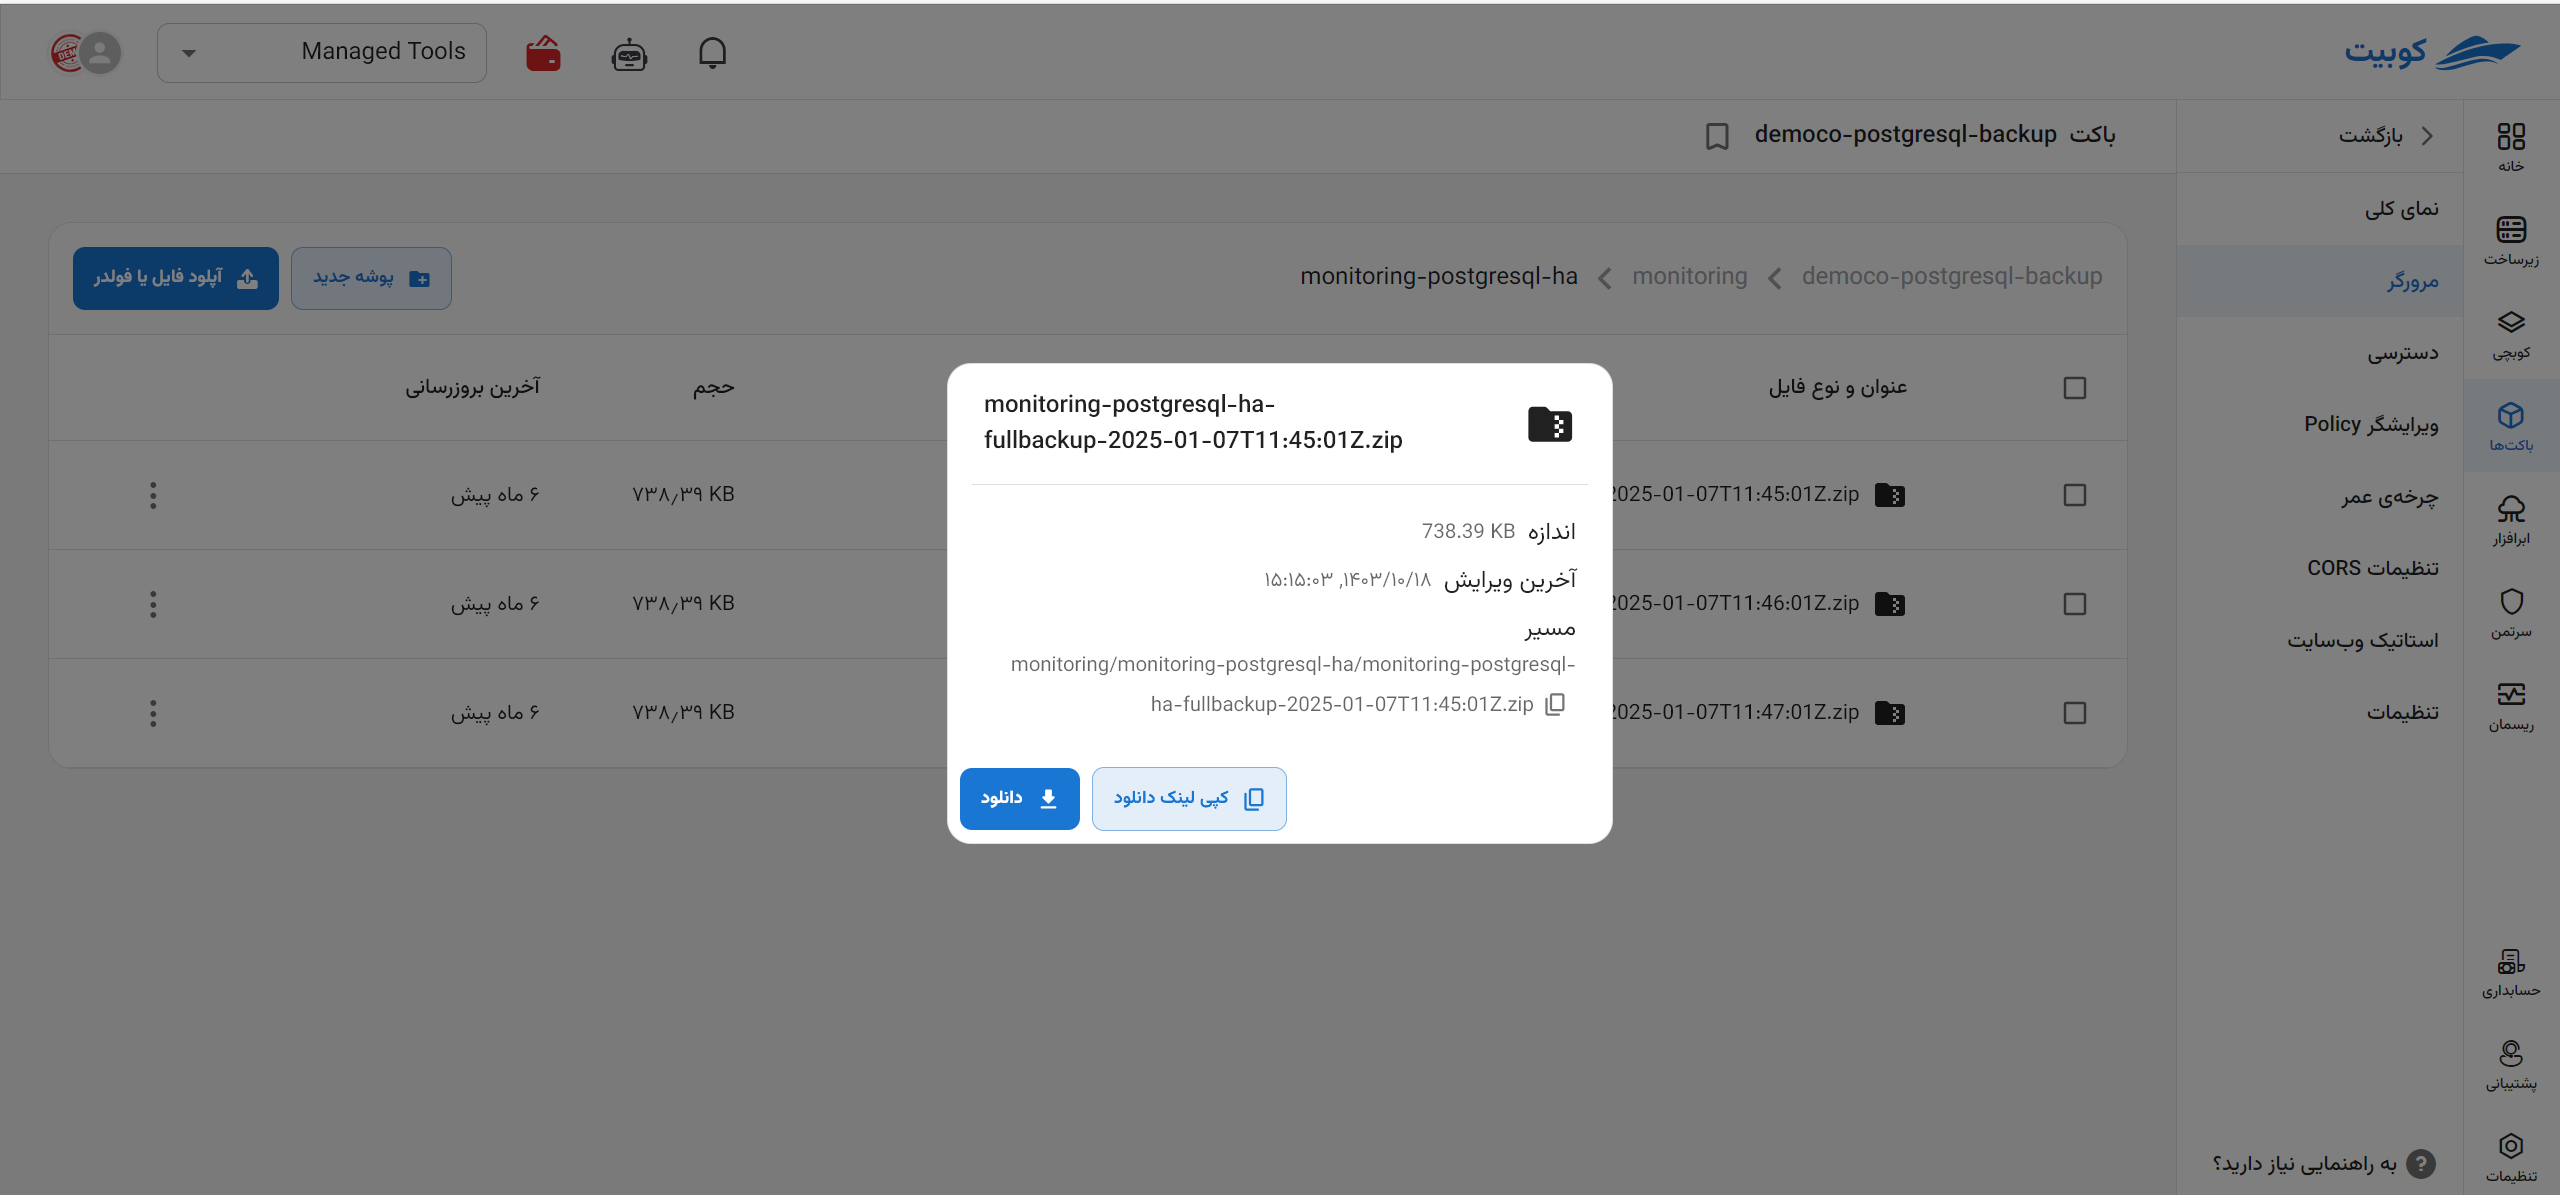 کوبیت
Managed Tools
باکت democo-postgresql-backup
بازگشت
نمای کلی
مرورگر
دسترسی
ویرایشگر Policy
چرخه‌ی عمر
تنظیمات CORS
استاتیک وب‌سایت
تنظیمات
به راهنمایی نیاز دارید؟
خانه
زیرساخت
کوبچی
باکت‌ها
ابرافزار
سرتمن
ریسمان
حسابداری
پشتیبانی
تنظیمات
democo-postgresql-backup
monitoring
monitoring-postgresql-ha
پوشه جدید
آپلود فایل یا فولدر
عنوان و نوع فایل
حجم
آخرین بروزرسانی
2025-01-07T11:45:01Z.zip
۷۳۸٫۳۹ KB
۶ ماه پیش
2025-01-07T11:46:01Z.zip
۷۳۸٫۳۹ KB
۶ ماه پیش
2025-01-07T11:47:01Z.zip
۷۳۸٫۳۹ KB
۶ ماه پیش
monitoring-postgresql-ha-
fullbackup-2025-01-07T11:45:01Z.zip
اندازه 738.39 KB
آخرین ویرایش ۱۴۰۳/۱۰/۱۸, ۱۵:۱۵:۰۳
مسیر
monitoring/monitoring-postgresql-ha/monitoring-postgresql-
ha-fullbackup-2025-01-07T11:45:01Z.zip
کپی لینک دانلود
دانلود